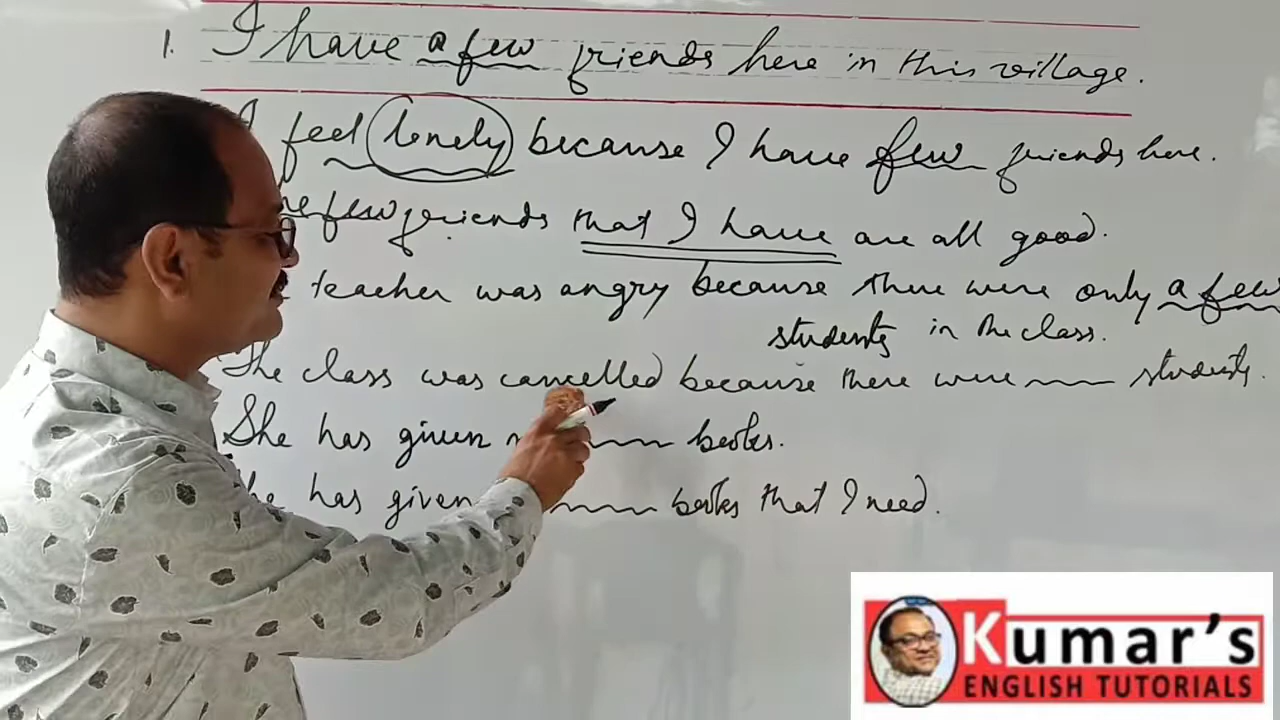 1. I have a few friends here in this village.
feel lonely because I have few friends here.
few friends that I have are all good.
teacher was angry because there were only a few
students in the class.
The class was cancelled because there were students.
She has given books.
has given books that I need.
Kumar's
ENGLISH TUTORIALS